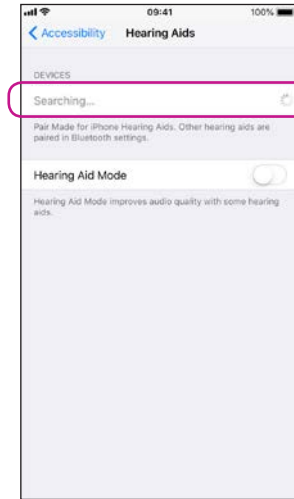 09:41 100%
Accessibility Hearing Aids
DEVICES
Searching...
Pair Made for iPhone Hearing Aids. Other hearing aids are
paired in Bluetooth settings.
Hearing Aid Mode
Hearing Aid Mode improves audio quality with some hearing
aids.